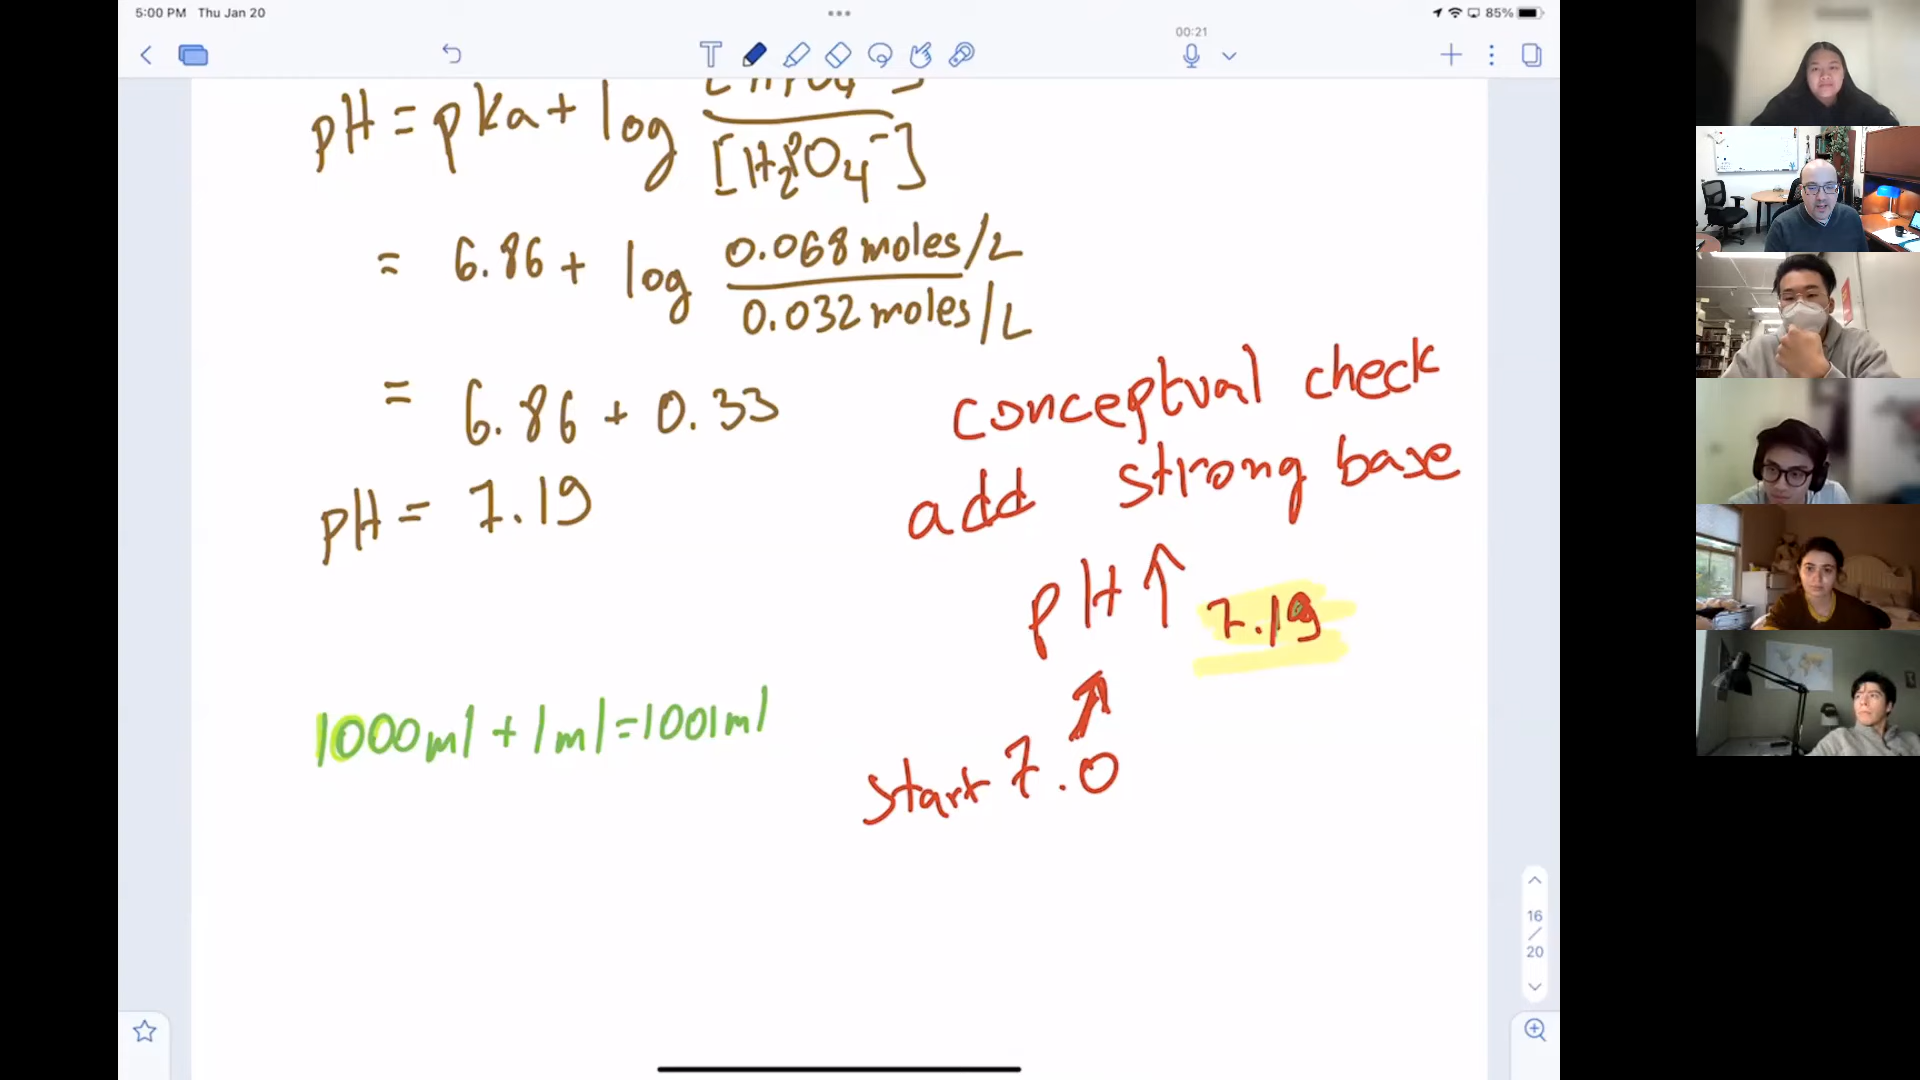 5:00 PM Thu Jan 20
85%
00:21
pH = pka + log
[H₂PO₄⁻]
= 6.86 + log 0.068 moles/L
0.032 moles/L
= 6.86 + 0.33
pH = 7.19
conceptual check
add strong base
pH ↑ 7.19
start 7.0
1000ml + 1ml = 1001ml
16
/
20